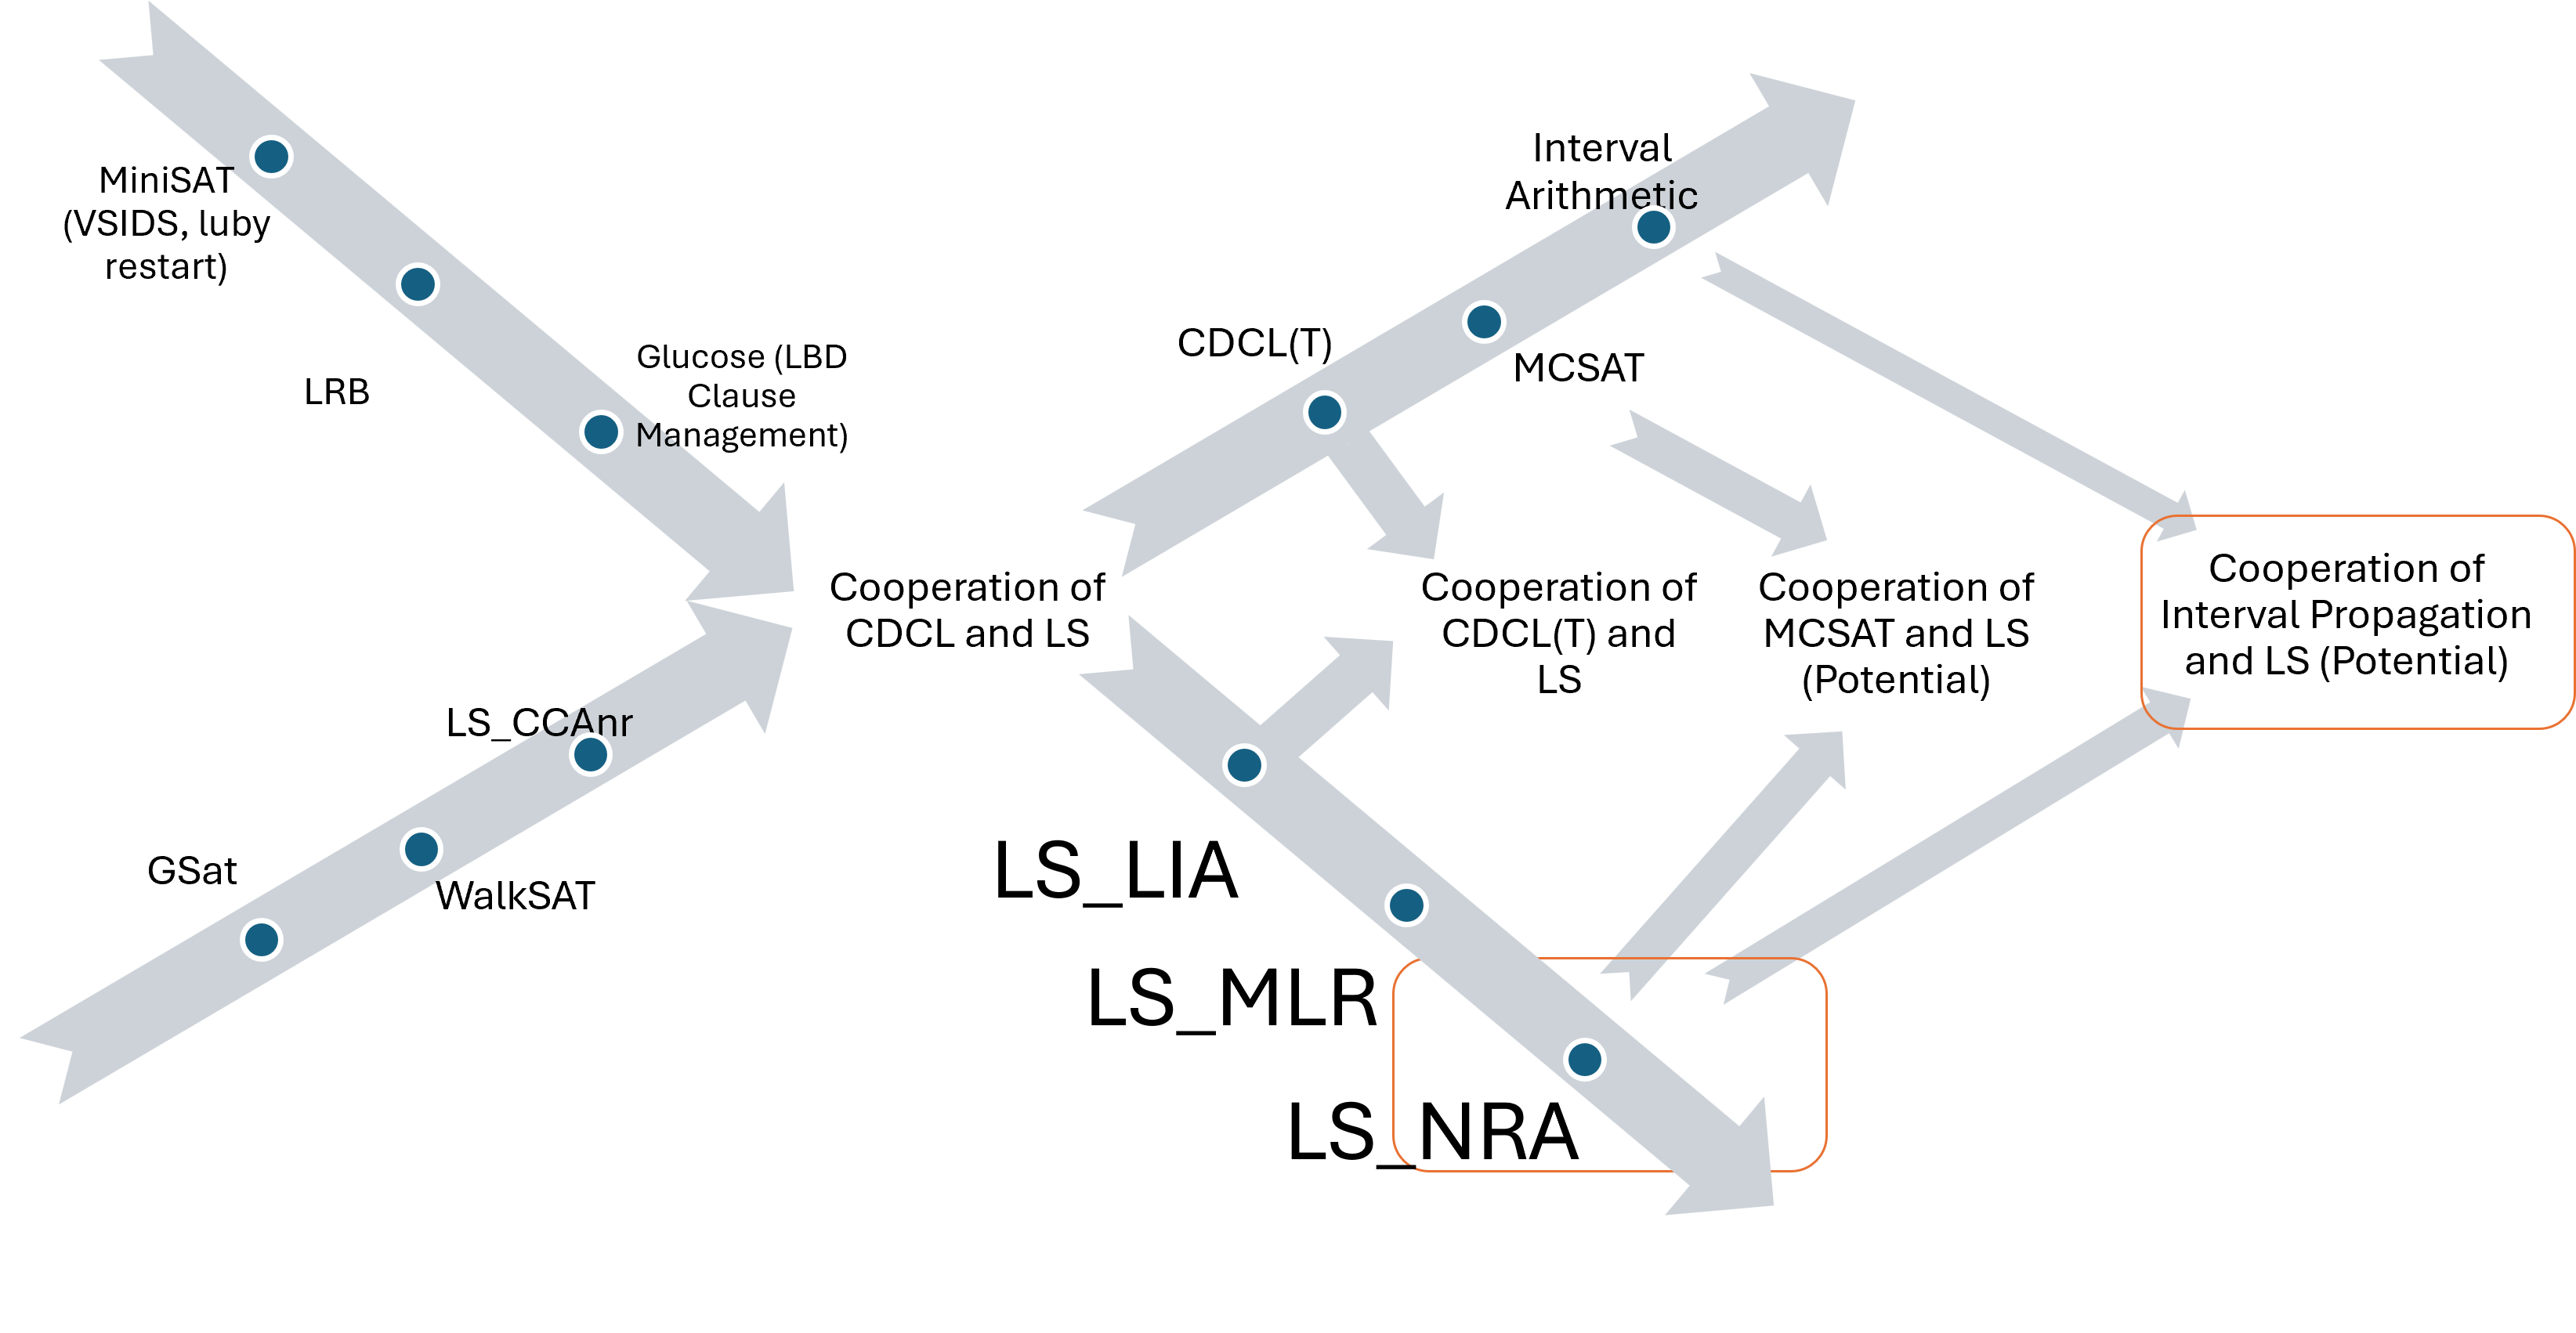 MiniSAT
(VSIDS, luby
restart)
LRB
Glucose (LBD
Clause
Management)
GSat
WalkSAT
LS_CCAnr
Cooperation of
CDCL and LS
CDCL(T)
MCSAT
Interval
Arithmetic
LS_LIA
LS_MLR
LS_NRA
Cooperation of
CDCL(T) and
LS
Cooperation of
MCSAT and LS
(Potential)
Cooperation of
Interval Propagation
and LS (Potential)